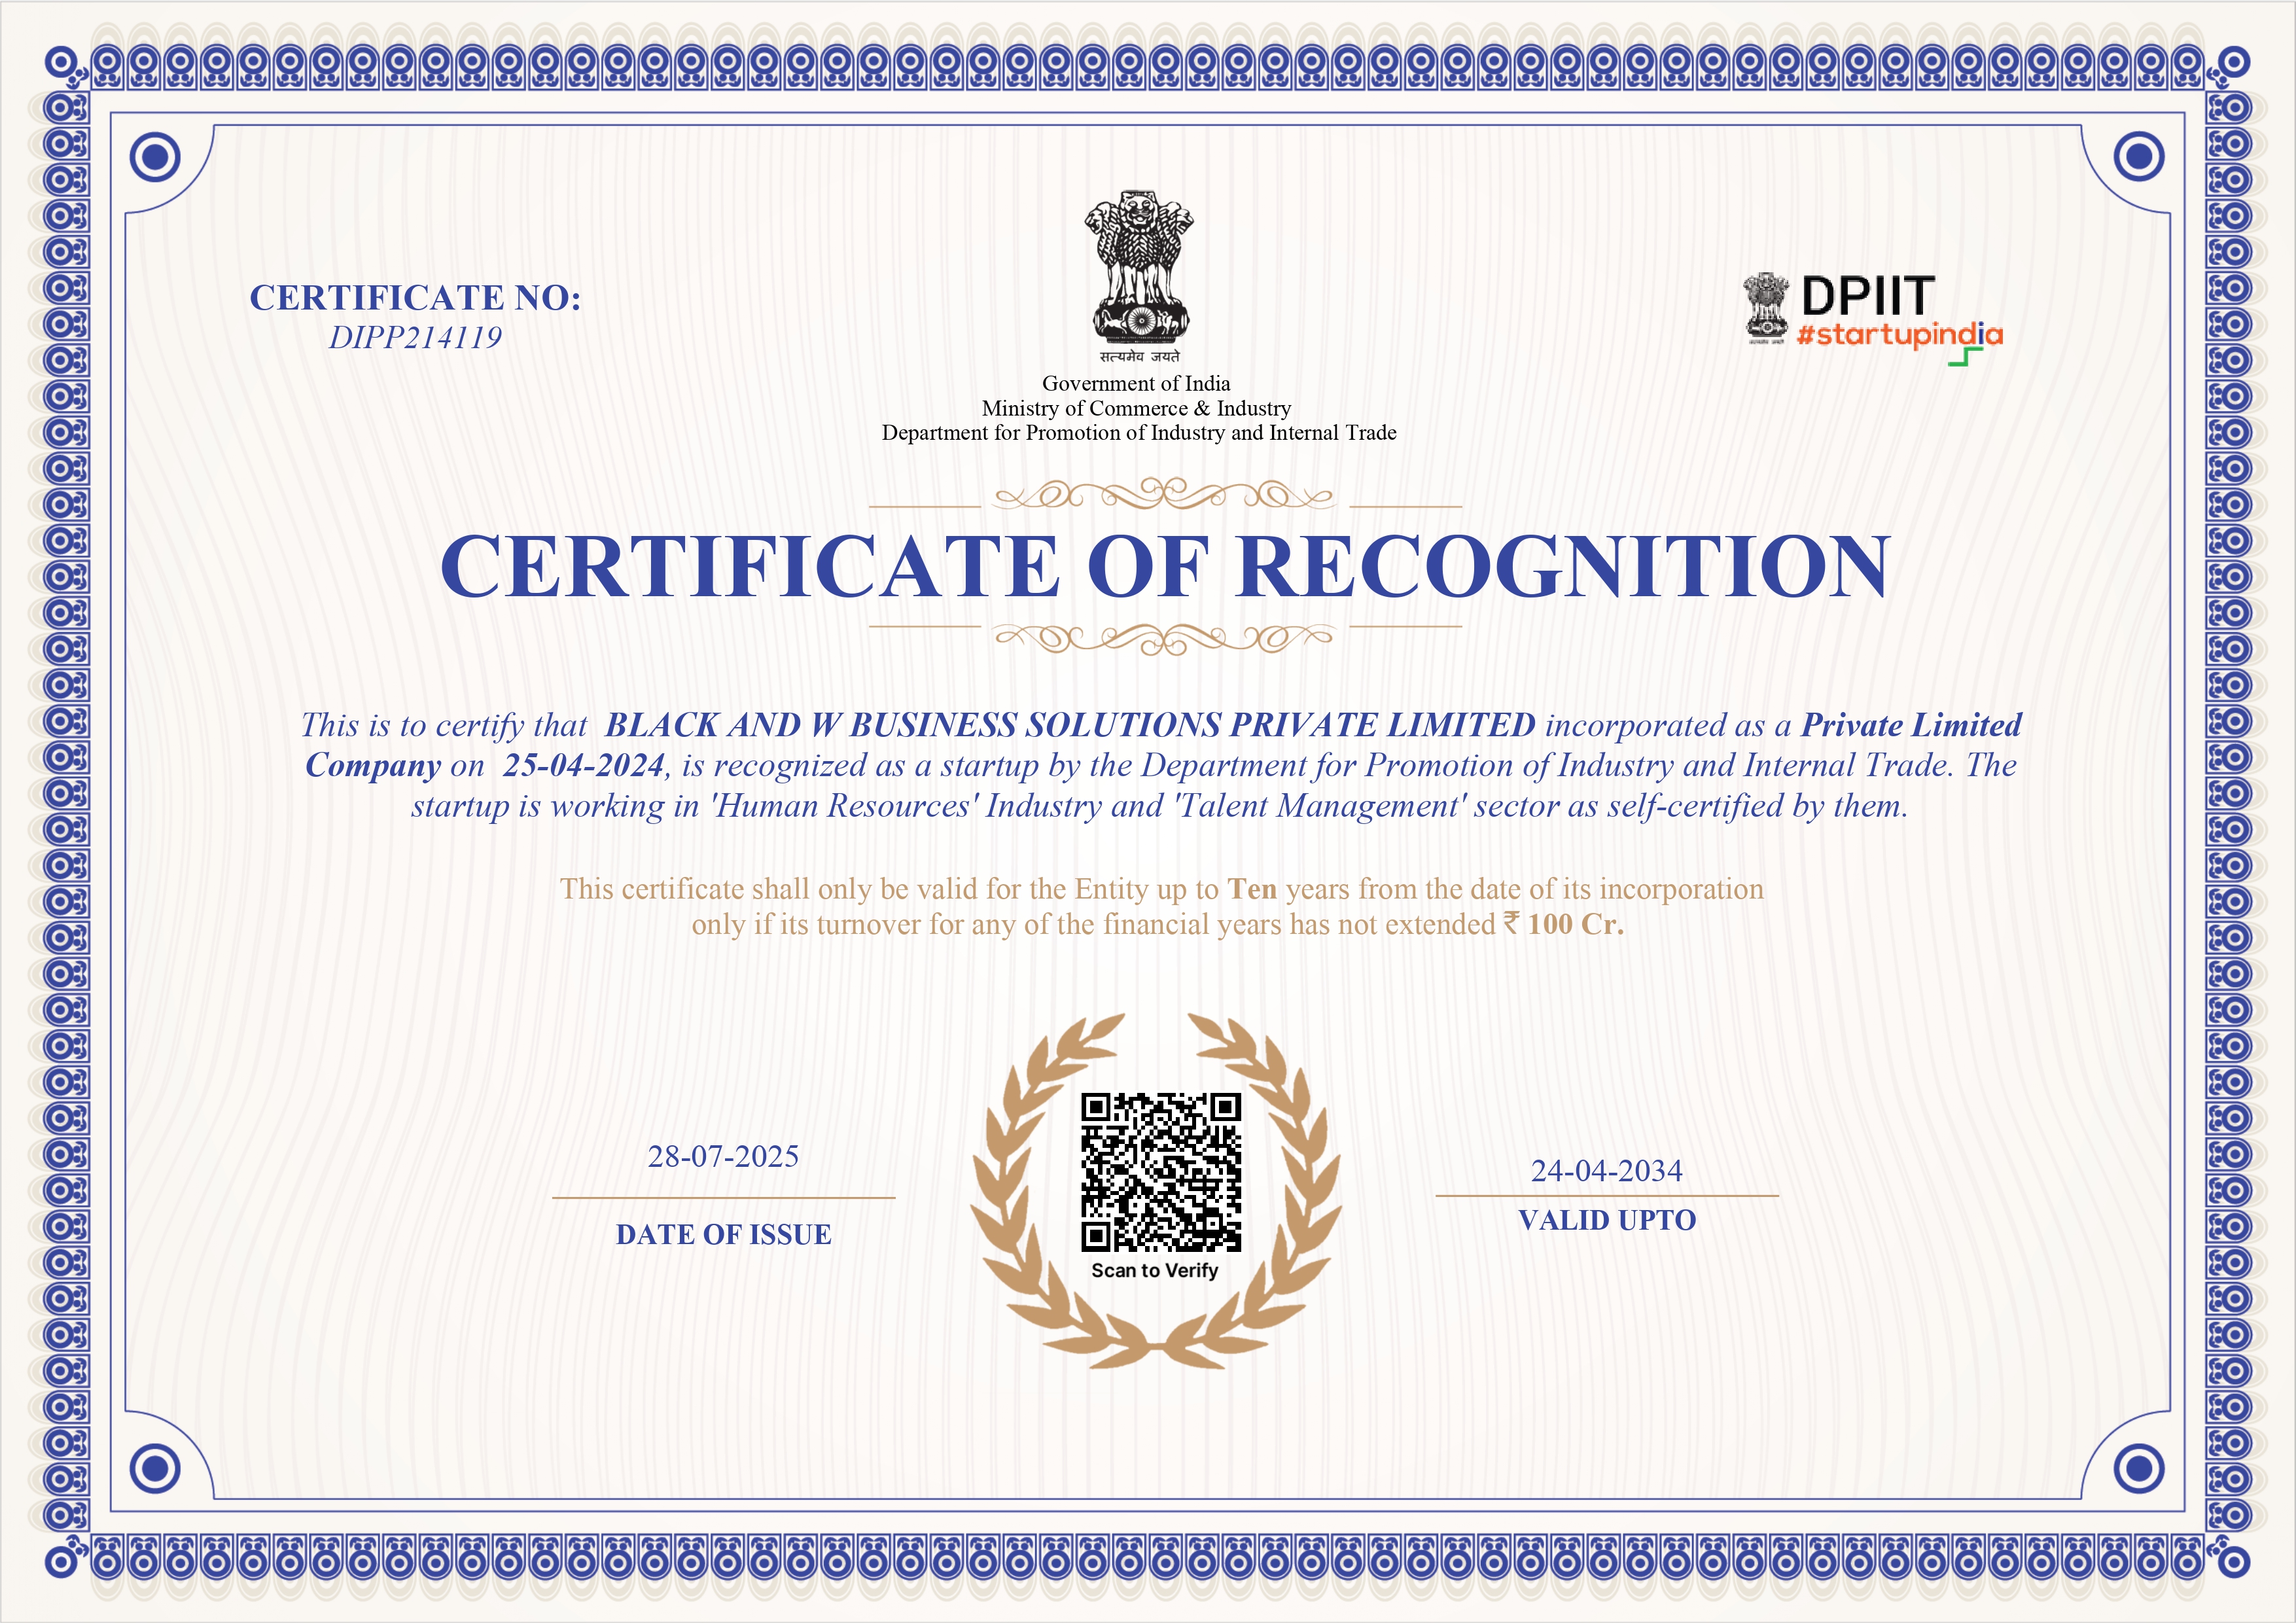 CERTIFICATE NO:
DIPP214119
सत्यमेव जयते
DPIIT
#startupindia
Government of India
Ministry of Commerce & Industry
Department for Promotion of Industry and Internal Trade
CERTIFICATE OF RECOGNITION
This is to certify that BLACK AND W BUSINESS SOLUTIONS PRIVATE LIMITED incorporated as a Private Limited
Company on 25-04-2024, is recognized as a startup by the Department for Promotion of Industry and Internal Trade. The
startup is working in 'Human Resources' Industry and 'Talent Management' sector as self-certified by them.
This certificate shall only be valid for the Entity up to Ten years from the date of its incorporation
only if its turnover for any of the financial years has not extended ₹ 100 Cr.
28-07-2025
DATE OF ISSUE
Scan to Verify
24-04-2034
VALID UPTO